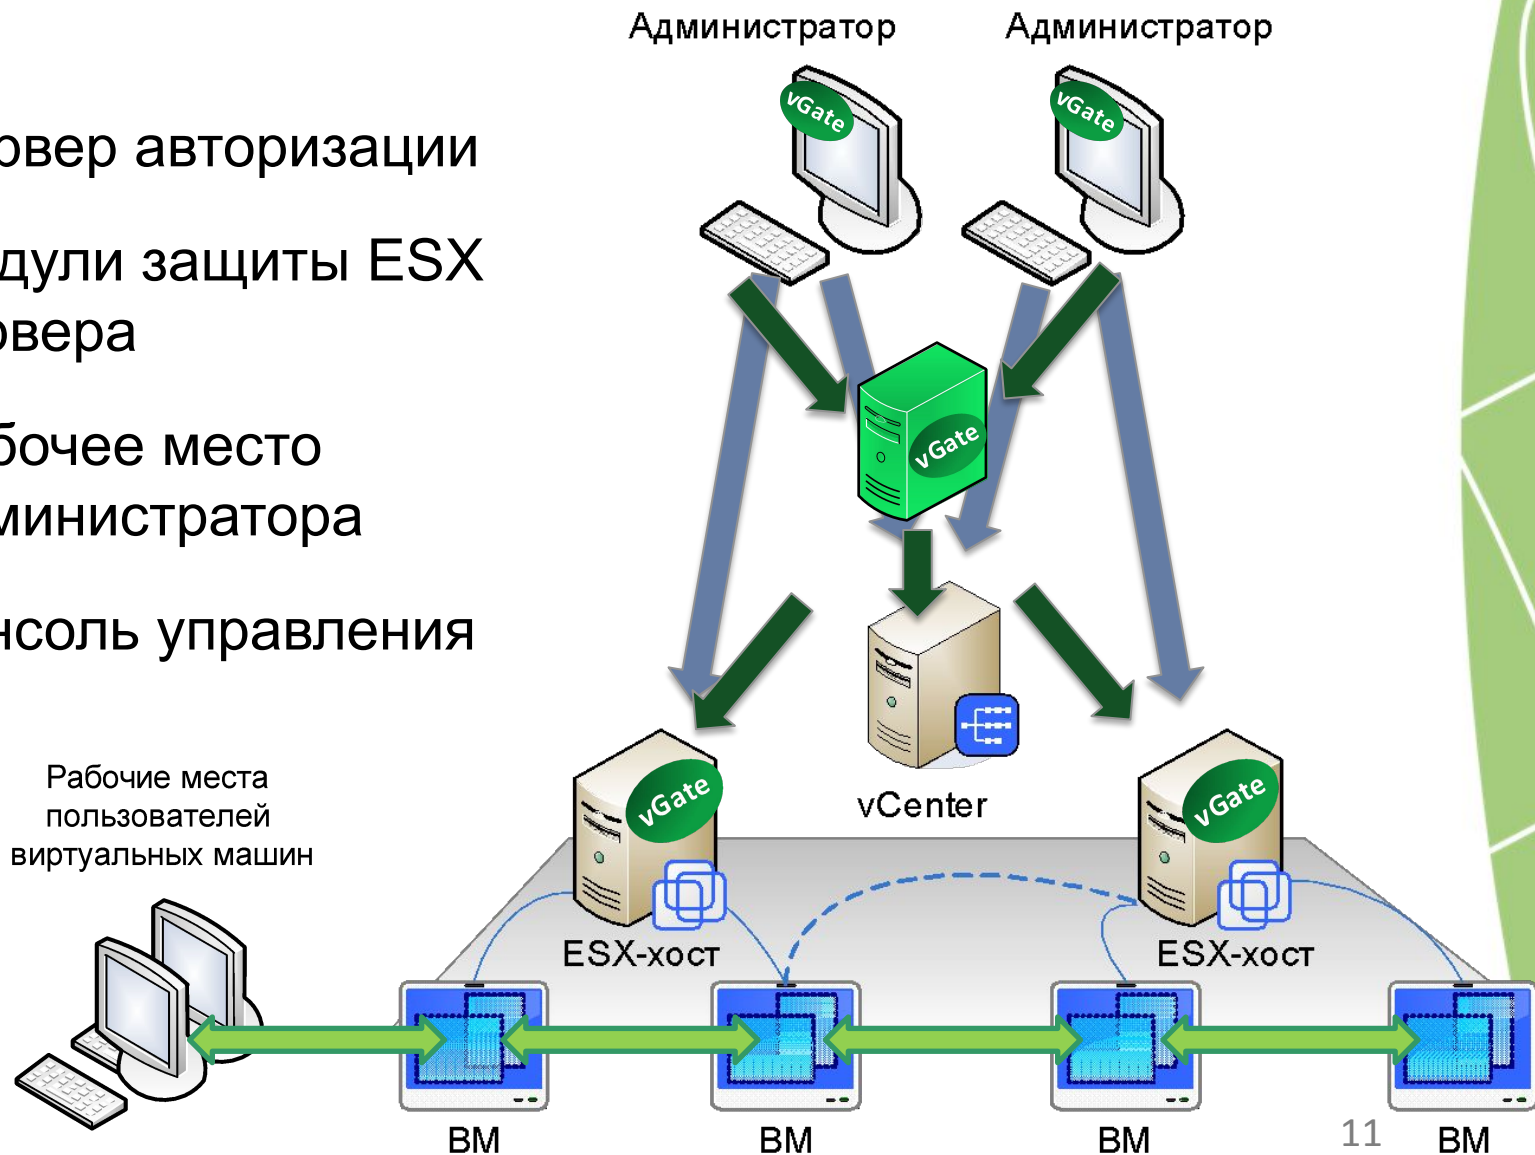 Администратор
Администратор
vGate
vGate
рвер авторизации
дули защиты ESX
рвера
vGate
бочее место
министратора
нсоль управления
Рабочие места
пользователей
виртуальных машин
vGate
vCenter
vGate
ESX-хост
ESX-хост
ВМ
ВМ
ВМ
11
ВМ